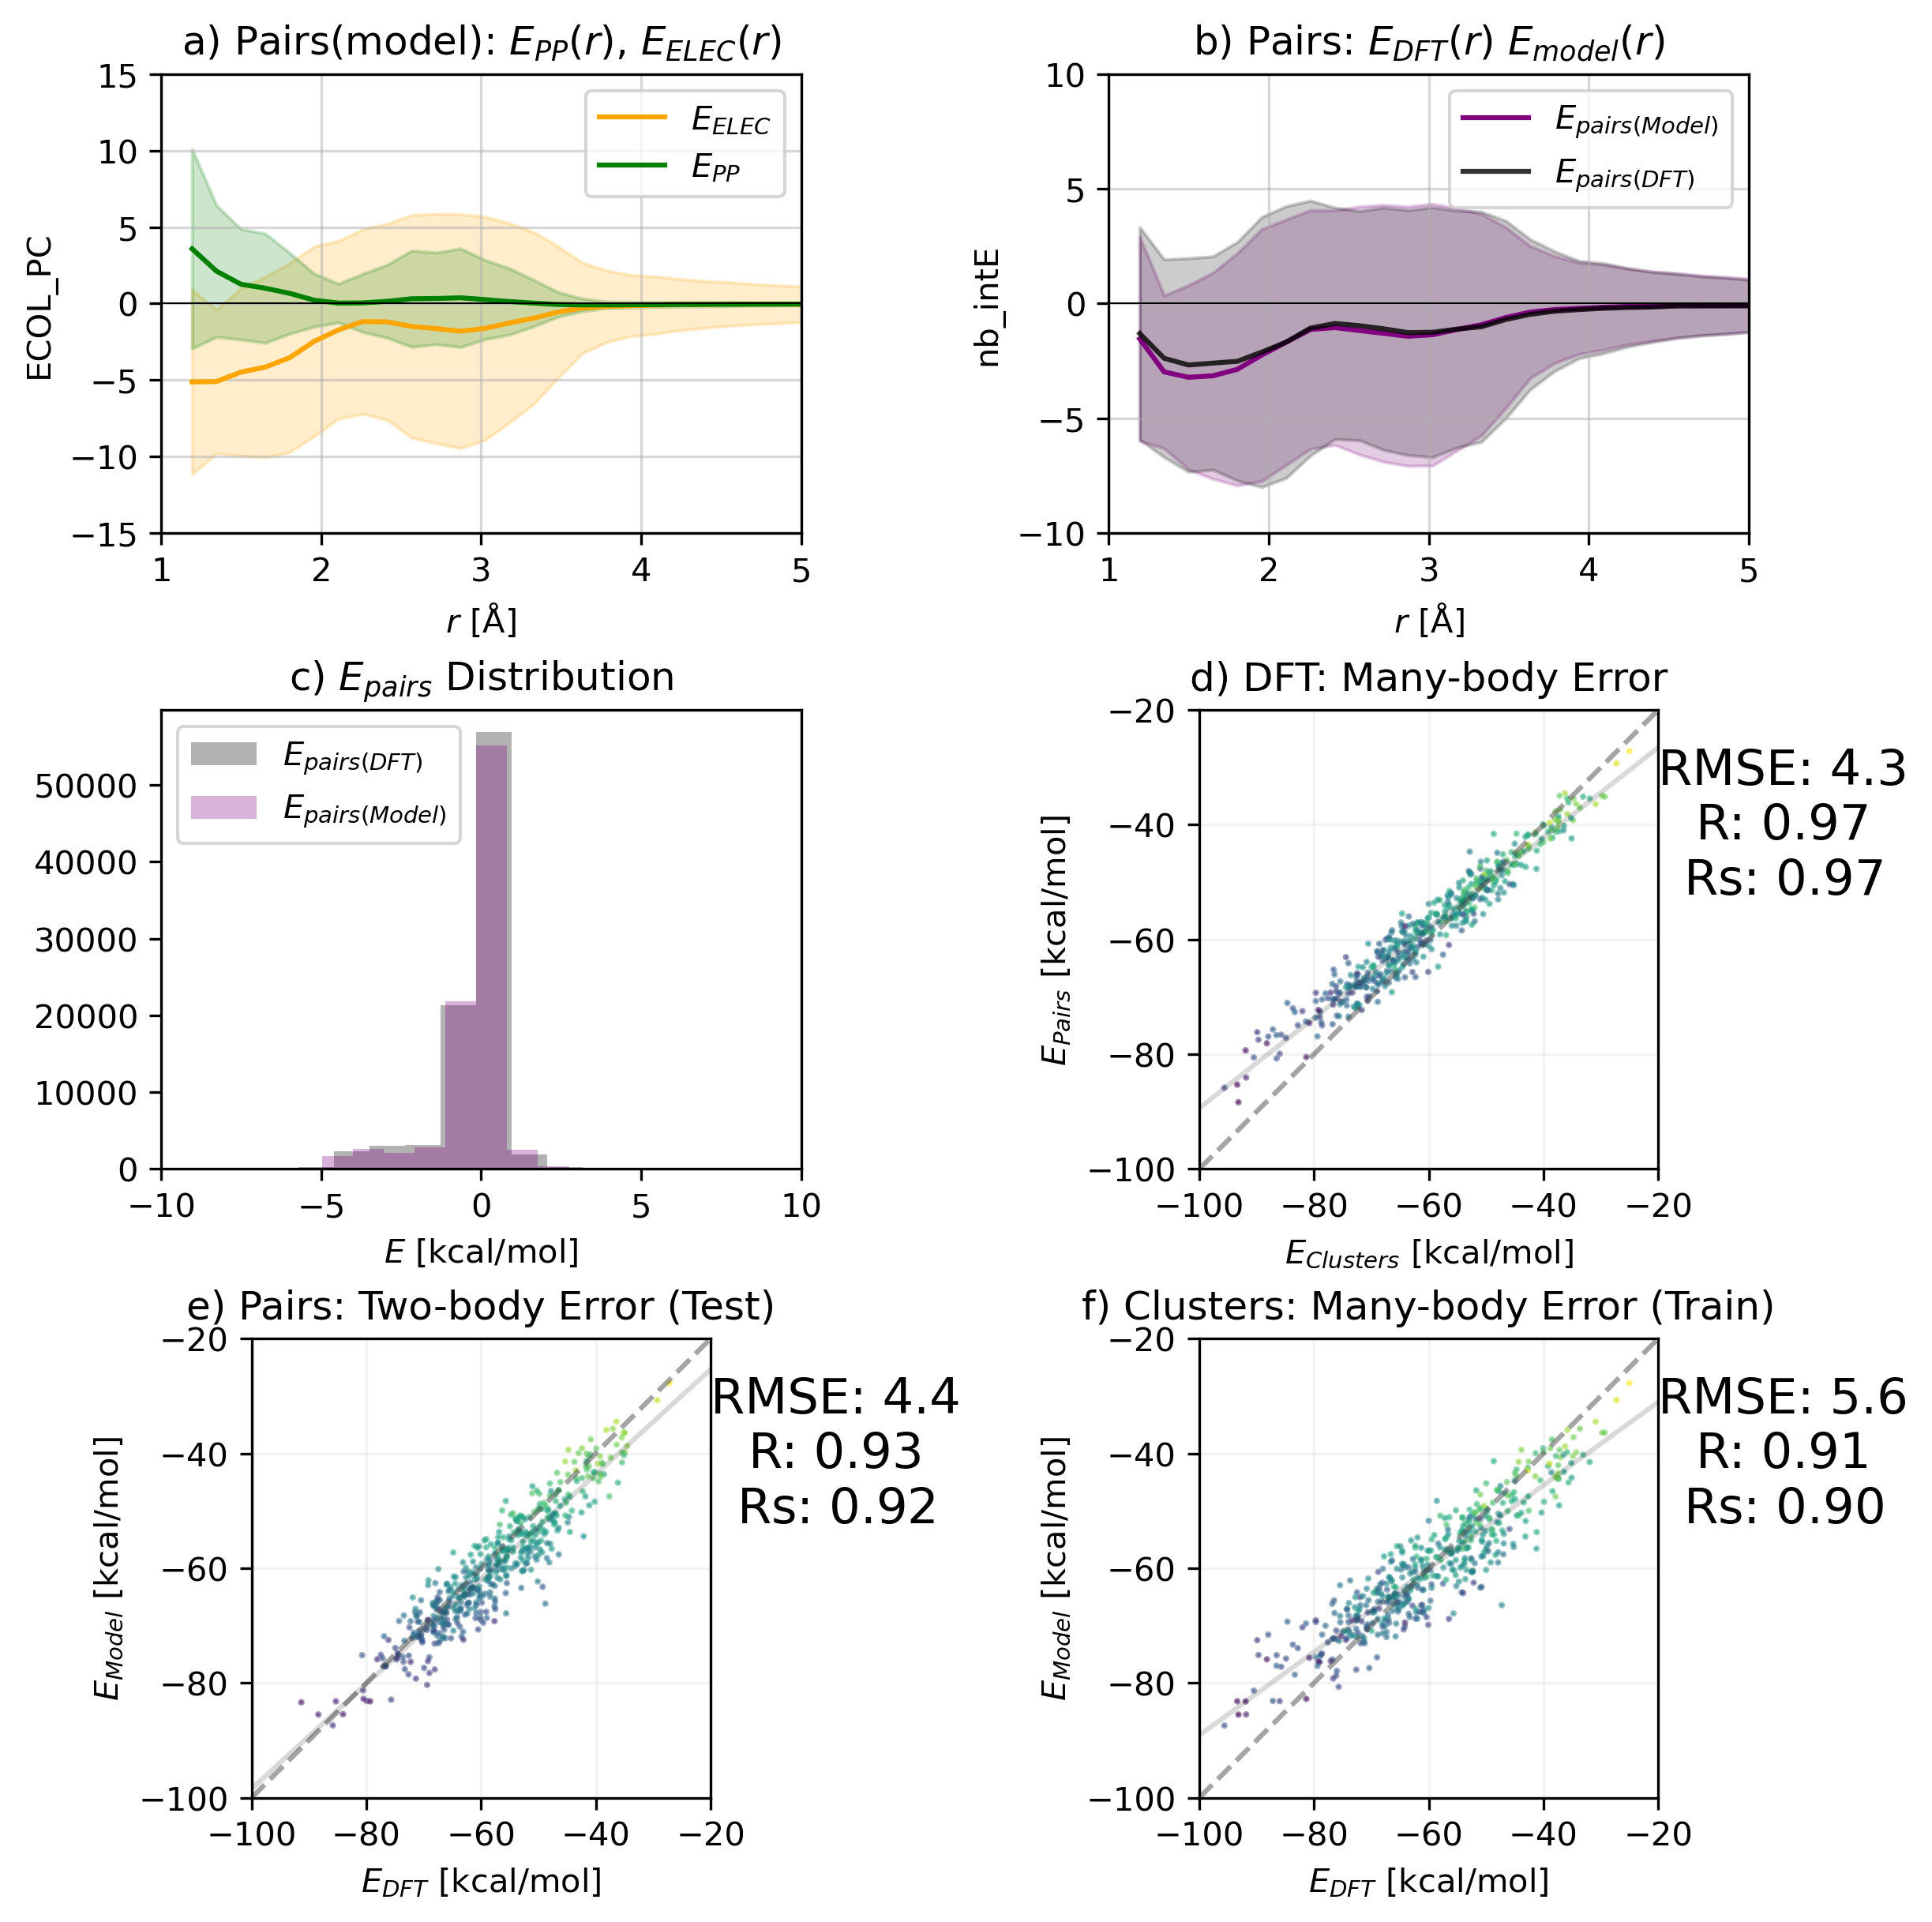 a) Pairs(model): E_PP(r), E_ELEC(r)
15
10
5
0
−5
−10
−15
ECOL_PC
E_ELEC
E_PP
1 2 3 4 5
r [Å]
b) Pairs: E_DFT(r) E_model(r)
10
5
0
−5
−10
nb_intE
E_pairs(Model)
E_pairs(DFT)
1 2 3 4 5
r [Å]
c) E_pairs Distribution
50000
40000
30000
20000
10000
0
E_pairs(DFT)
E_pairs(Model)
−10 −5 0 5 10
E [kcal/mol]
d) DFT: Many-body Error
−20
−40
−60
−80
−100
E_Pairs [kcal/mol]
RMSE: 4.3
R: 0.97
Rs: 0.97
−100 −80 −60 −40 −20
E_Clusters [kcal/mol]
e) Pairs: Two-body Error (Test)
−20
−40
−60
−80
−100
E_Model [kcal/mol]
RMSE: 4.4
R: 0.93
Rs: 0.92
−100 −80 −60 −40 −20
E_DFT [kcal/mol]
f) Clusters: Many-body Error (Train)
−20
−40
−60
−80
−100
E_Model [kcal/mol]
RMSE: 5.6
R: 0.91
Rs: 0.90
−100 −80 −60 −40 −20
E_DFT [kcal/mol]